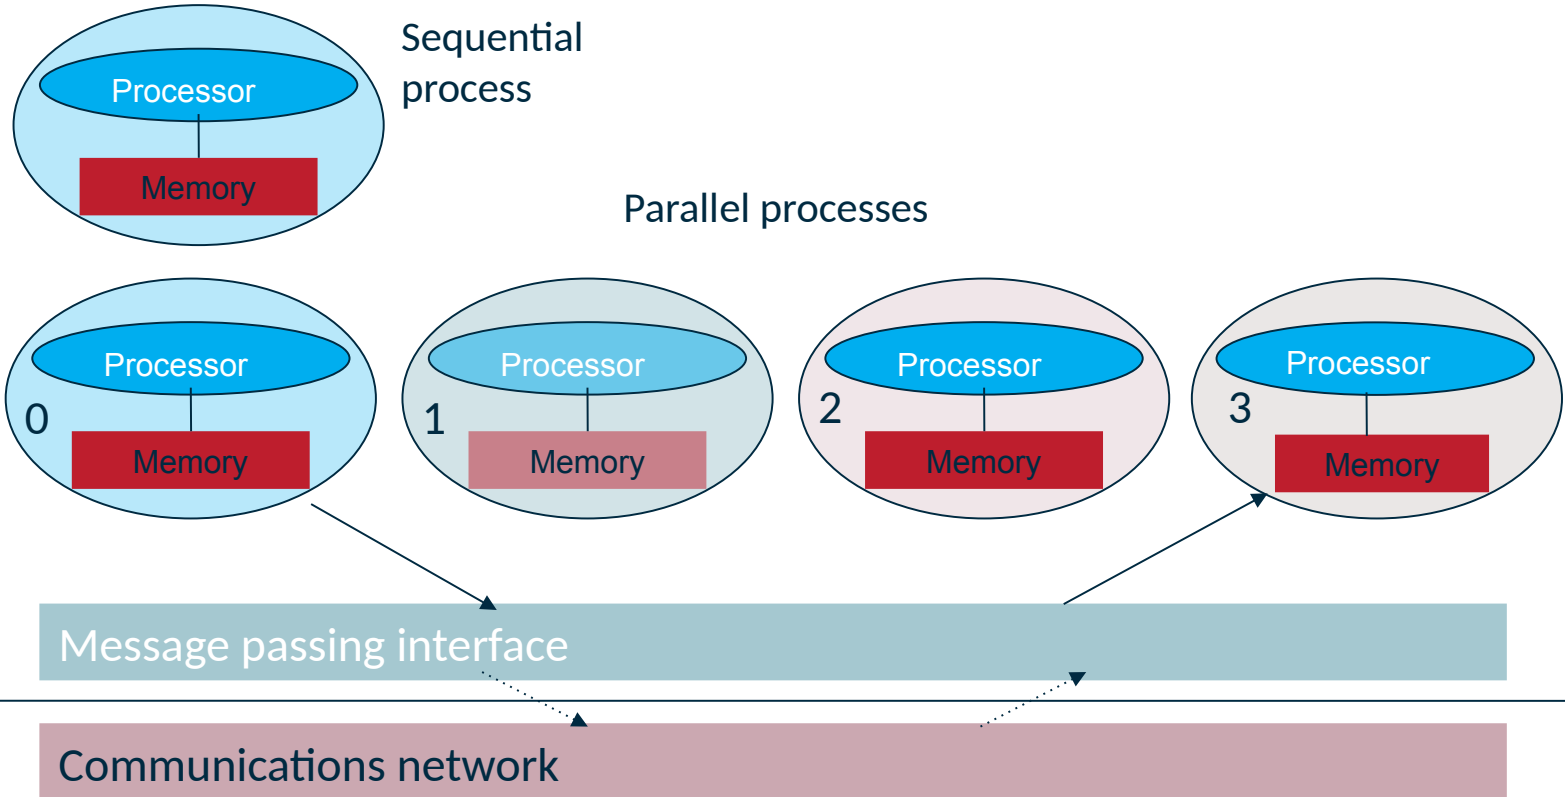 Sequential
process
Processor
Memory
Parallel processes
Processor
0
Memory
Processor
1
Memory
Processor
2
Memory
Processor
3
Memory
Message passing interface
Communications network